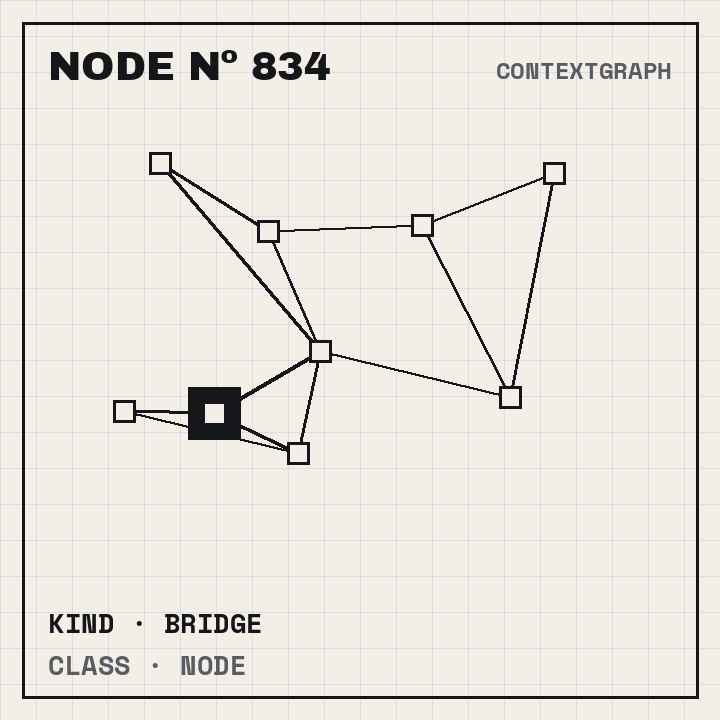 NODE Nº 834
CONTEXTGRAPH
KIND · BRIDGE
CLASS · NODE